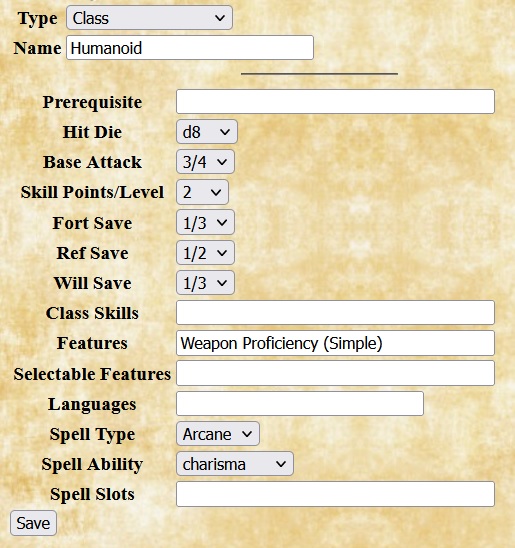 Type Class
Name Humanoid
Prerequisite
Hit Die d8
Base Attack 3/4
Skill Points/Level 2
Fort Save 1/3
Ref Save 1/2
Will Save 1/3
Class Skills
Features Weapon Proficiency (Simple)
Selectable Features
Languages
Spell Type Arcane
Spell Ability charisma
Spell Slots
Save